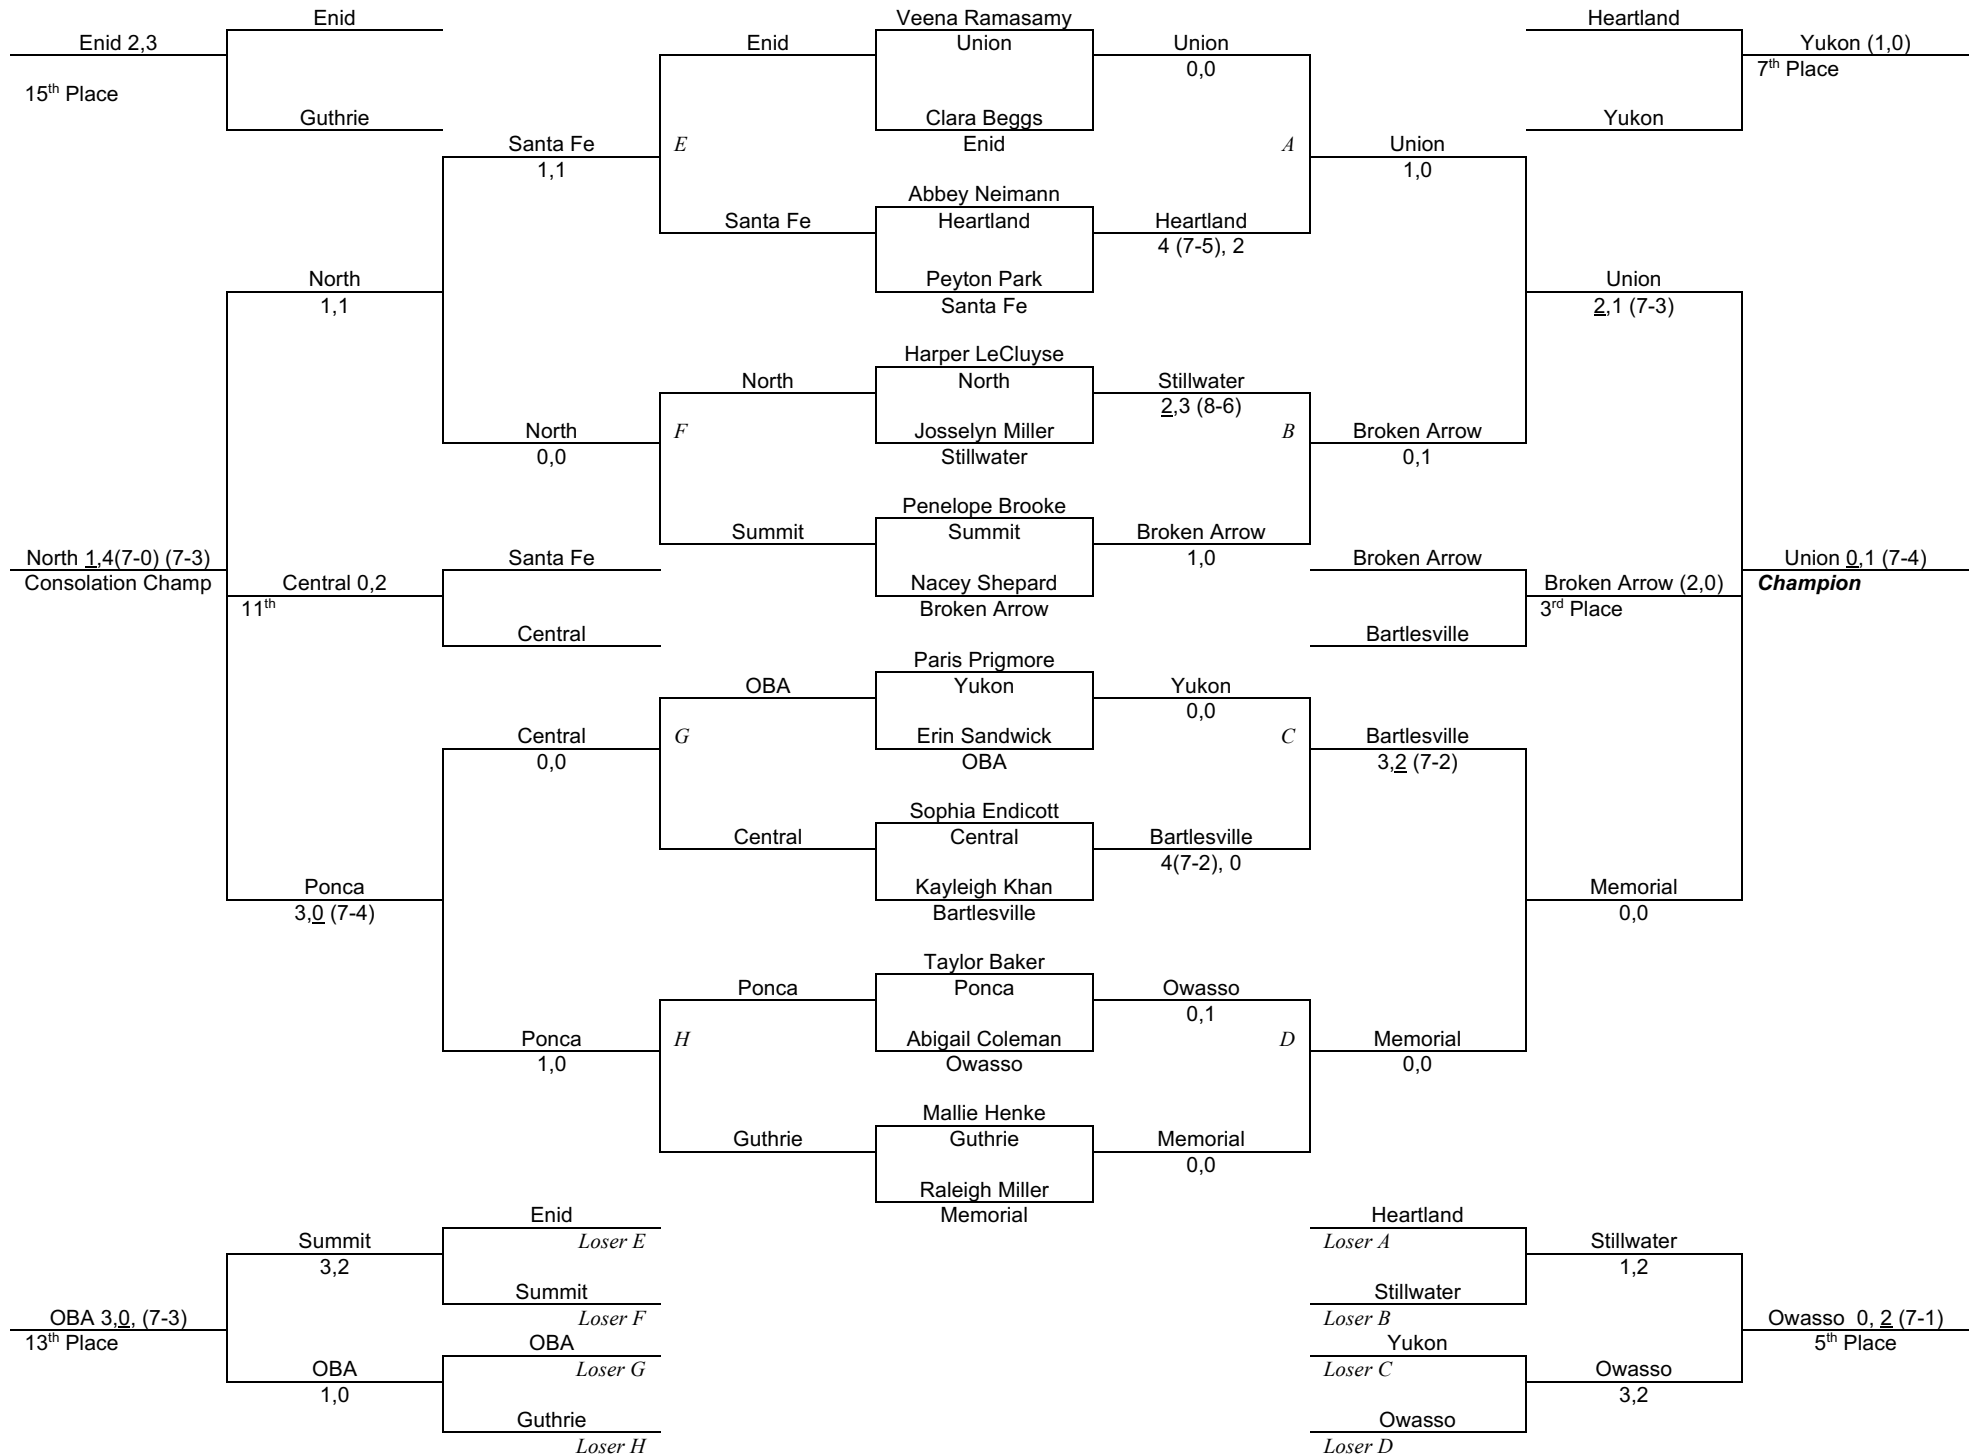 Enid
Enid 2,3
15th Place
Guthrie
Santa Fe
1,1
North
1,1
North
0,0
North 1,4(7-0) (7-3)
Consolation Champ
Central 0,2
11th
Santa Fe
Central
Central
0,0
Ponca
3,0 (7-4)
Ponca
1,0
Enid
E
Santa Fe
North
F
Summit
OBA
G
Central
Ponca
H
Guthrie
Veena Ramasamy
Union
Clara Beggs
Enid
Abbey Neimann
Heartland
Peyton Park
Santa Fe
Harper LeCluyse
North
Josselyn Miller
Stillwater
Penelope Brooke
Summit
Nacey Shepard
Broken Arrow
Paris Prigmore
Yukon
Erin Sandwick
OBA
Sophia Endicott
Central
Kayleigh Khan
Bartlesville
Taylor Baker
Ponca
Abigail Coleman
Owasso
Mallie Henke
Guthrie
Raleigh Miller
Memorial
Union
0,0
A
Heartland
4 (7-5), 2
Stillwater
2,3 (8-6)
B
Broken Arrow
1,0
Yukon
0,0
C
Bartlesville
4(7-2), 0
Owasso
0,1
D
Memorial
0,0
Union
1,0
Broken Arrow
0,1
Broken Arrow
Bartlesville
Broken Arrow (2,0)
3rd Place
Bartlesville
3,2 (7-2)
Memorial
0,0
Union
2,1 (7-3)
Memorial
0,0
Union 0,1 (7-4)
Champion
Heartland
Yukon
Yukon (1,0)
7th Place
Enid
Loser E
Summit
Loser F
Summit
3,2
OBA
Loser G
Guthrie
Loser H
OBA
1,0
OBA 3,0, (7-3)
13th Place
Heartland
Loser A
Stillwater
Loser B
Stillwater
1,2
Yukon
Loser C
Owasso
Loser D
Owasso
3,2
Owasso 0, 2 (7-1)
5th Place